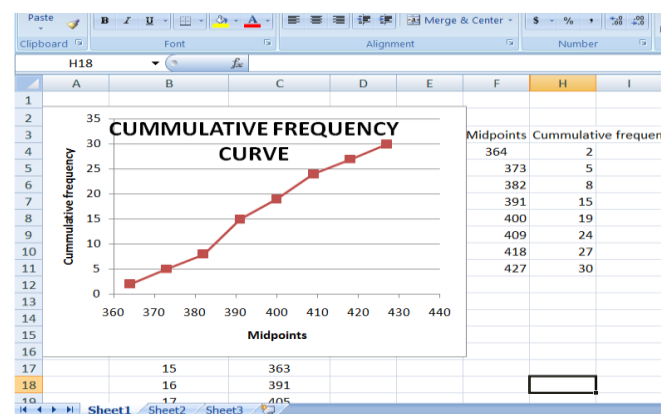 Paste B I U A Merge & Center $ % ,
Clipboard Font Alignment Number
H18 fx
A B C D E F H I
1
2
3 Midpoints Cummulative frequen
4 364 2
5 373 5
6 382 8
7 391 15
8 400 19
9 409 24
10 418 27
11 427 30
12
13
14
15
16
17 15 363
18 16 391
19 17 405
CUMMULATIVE FREQUENCY
CURVE
Cummulative frequency
35
30
25
20
15
10
5
0
360 370 380 390 400 410 420 430 440
Midpoints
Sheet1 Sheet2 Sheet3